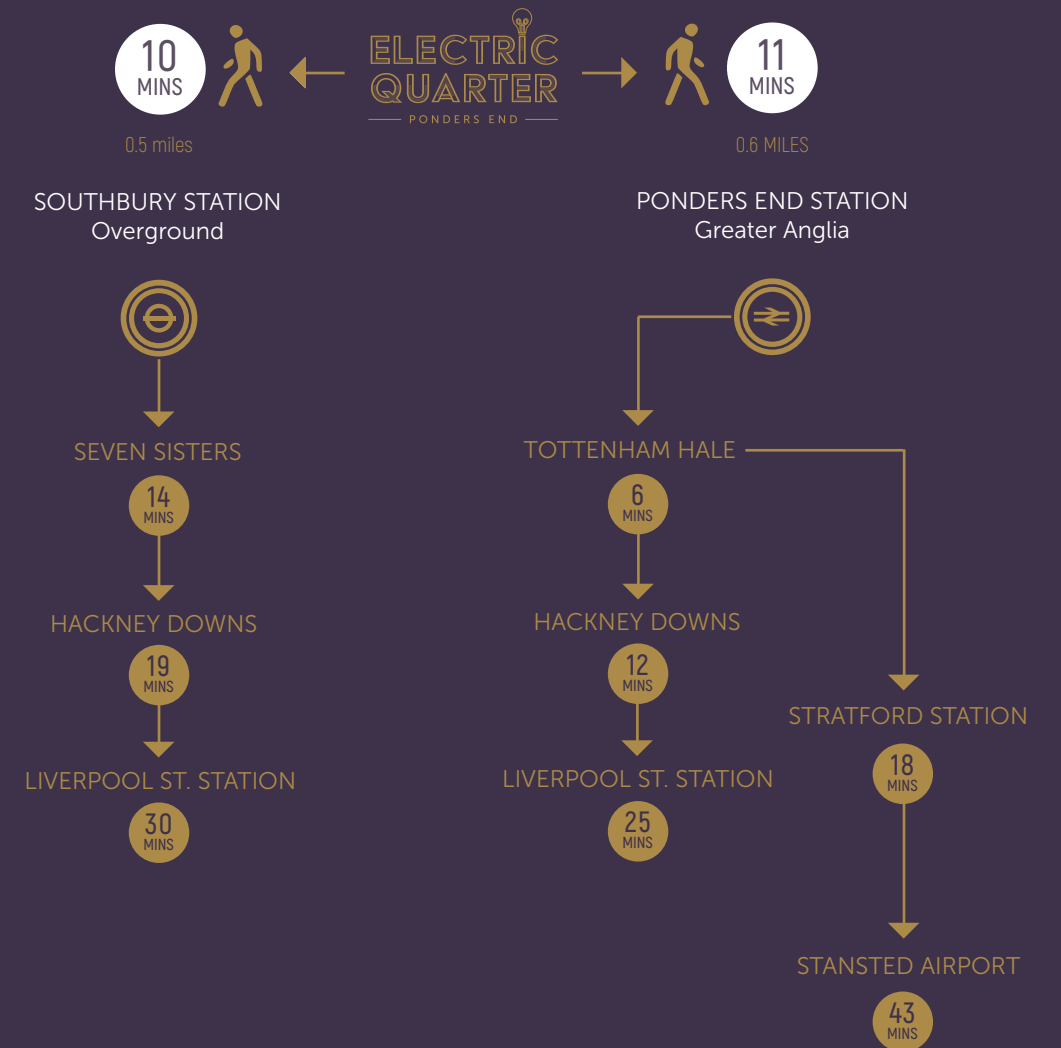 ELECTRIC
QUARTER
PONDERS END
10
MINS
0.5 miles
SOUTHBURY STATION
Overground
SEVEN SISTERS
14
MINS
HACKNEY DOWNS
19
MINS
LIVERPOOL ST. STATION
30
MINS
11
MINS
0.6 MILES
PONDERS END STATION
Greater Anglia
TOTTENHAM HALE
6
MINS
HACKNEY DOWNS
12
MINS
LIVERPOOL ST. STATION
25
MINS
STRATFORD STATION
18
MINS
STANSTED AIRPORT
43
MINS